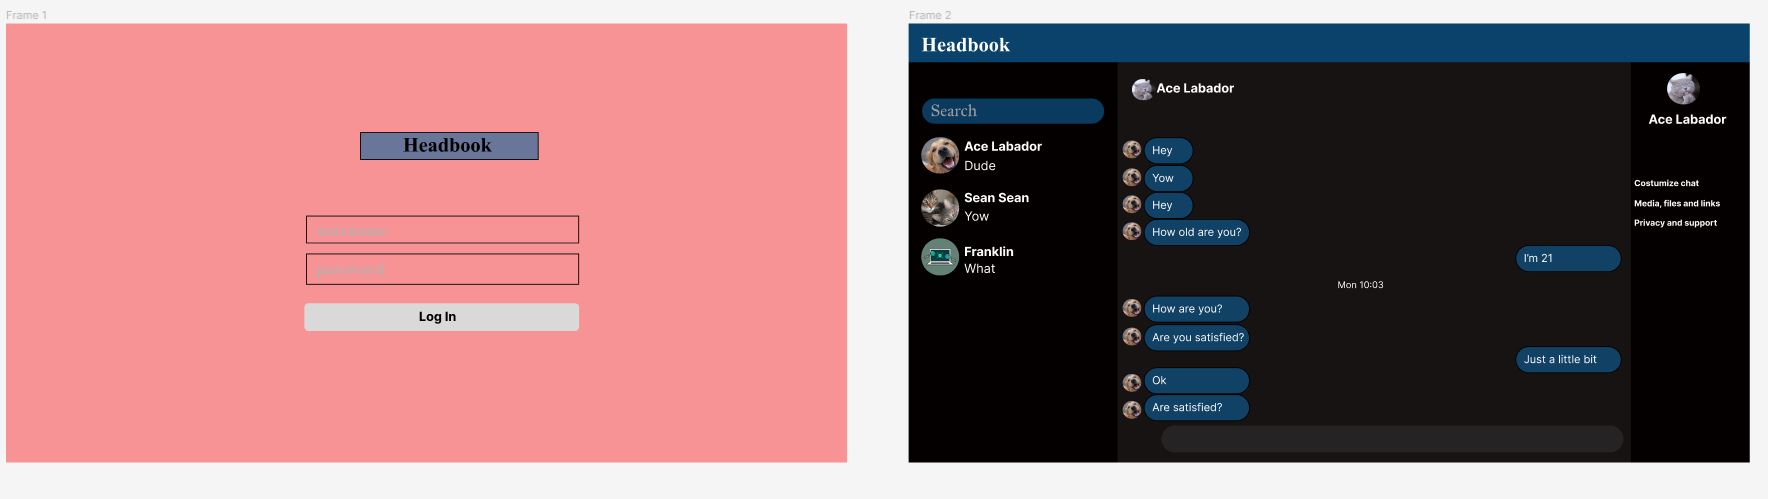 Frame 1
Headbook
Log In
Frame 2
Headbook
Search
Ace Labador
Dude
Sean Sean
Yow
Franklin
What
Ace Labador
Hey
Yow
Hey
How old are you?
I'm 21
Mon 10:03
How are you?
Are you satisfied?
Just a little bit
Ok
Are satisfied?
Ace Labador
Costumize chat
Media, files and links
Privacy and support